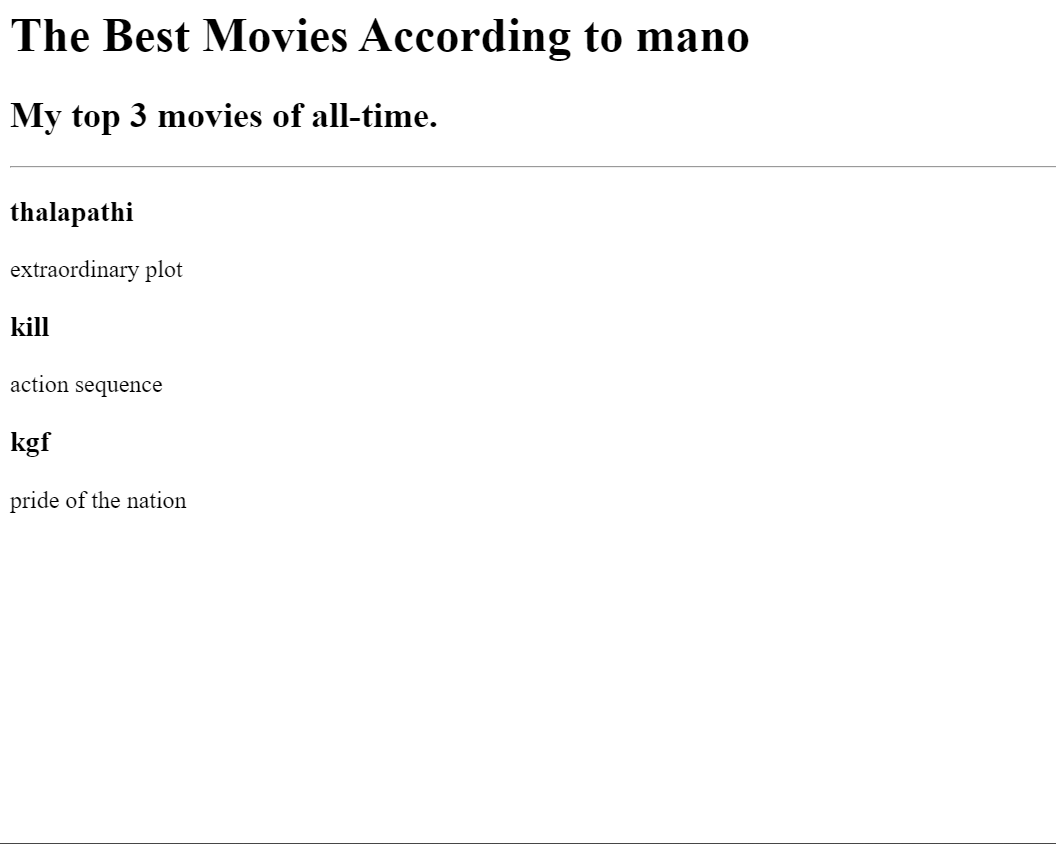 The Best Movies According to mano
My top 3 movies of all-time.
thalapathi
extraordinary plot
kill
action sequence
kgf
pride of the nation